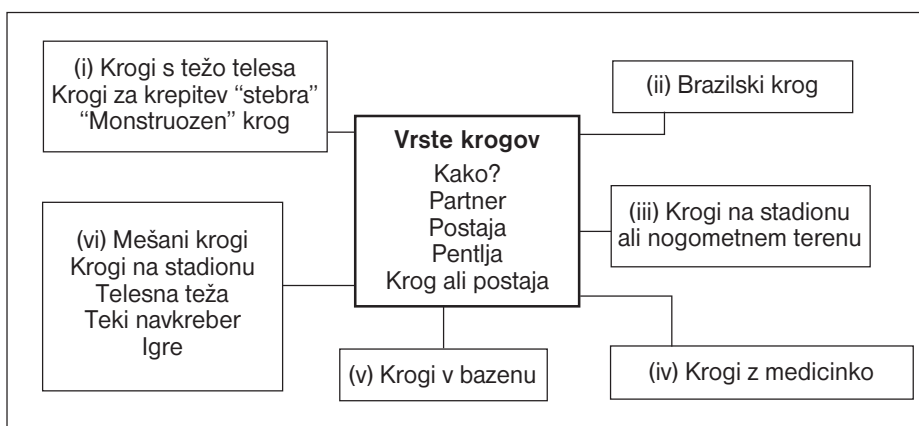 (i) Krogi s težo telesa
Krogi za krepitev “stebra”
“Monstruozen” krog
(ii) Brazilski krog
Vrste krogov
Kako?
Partner
Postaja
Pentlja
Krog ali postaja
(iii) Krogi na stadionu
ali nogometnem terenu
(vi) Mešani krogi
Krogi na stadionu
Telesna teža
Teki navkreber
Igre
(v) Krogi v bazenu
(iv) Krogi z medicinko